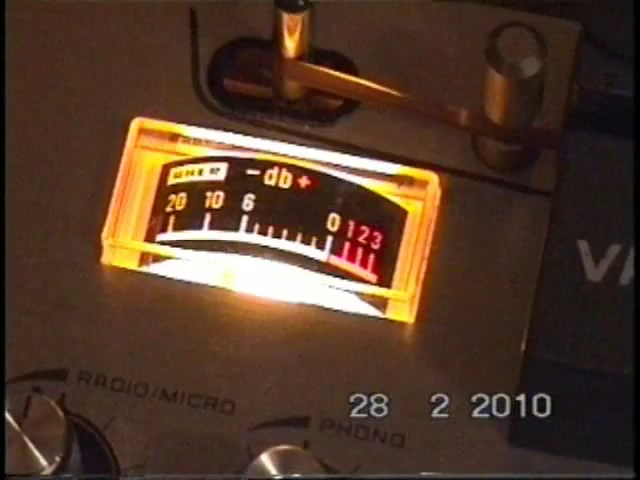 UHER - db +
20 10 6 0 1 2 3
RADIO/MICRO
PHONO
28 2 2010